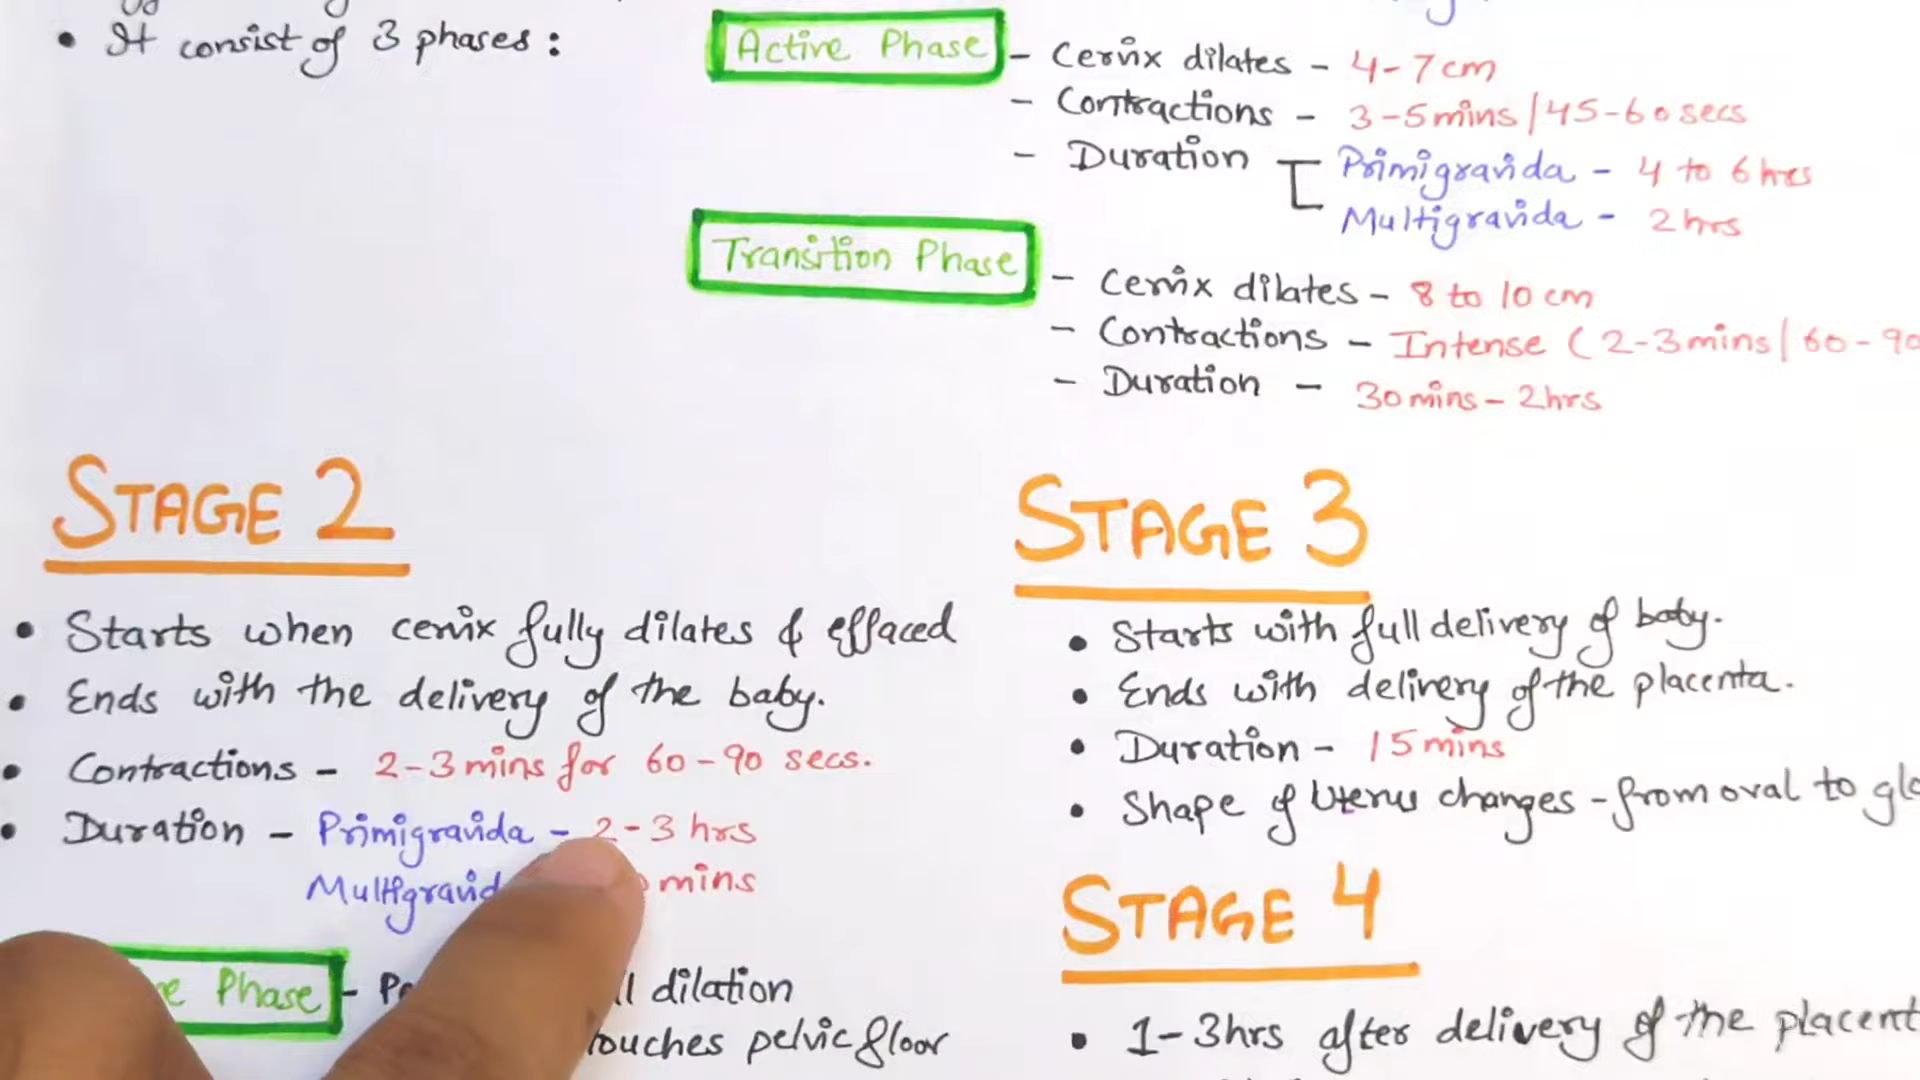 • It consist of 3 phases :
Active Phase
- Cervix dilates - 4-7 cm
- Contractions - 3-5 mins / 45-60 secs
- Duration [ Primigravida - 4 to 6 hrs
Multigravida - 2 hrs
Transition Phase
- Cervix dilates - 8 to 10 cm
- Contractions - Intense ( 2-3 mins / 60 - 90
- Duration - 30 mins - 2 hrs
STAGE 2
• Starts when cervix fully dilates & effaced
• Ends with the delivery of the baby.
• Contractions - 2-3 mins for 60-90 secs.
• Duration - Primigravida - 2-3 hrs
mins
Phase -
dilation
touches pelvic floor
STAGE 3
• Starts with full delivery of baby.
• Ends with delivery of the placenta.
• Duration - 15 mins
• Shape of Uterus changes - from oval to
STAGE 4
• 1-3 hrs after delivery of the